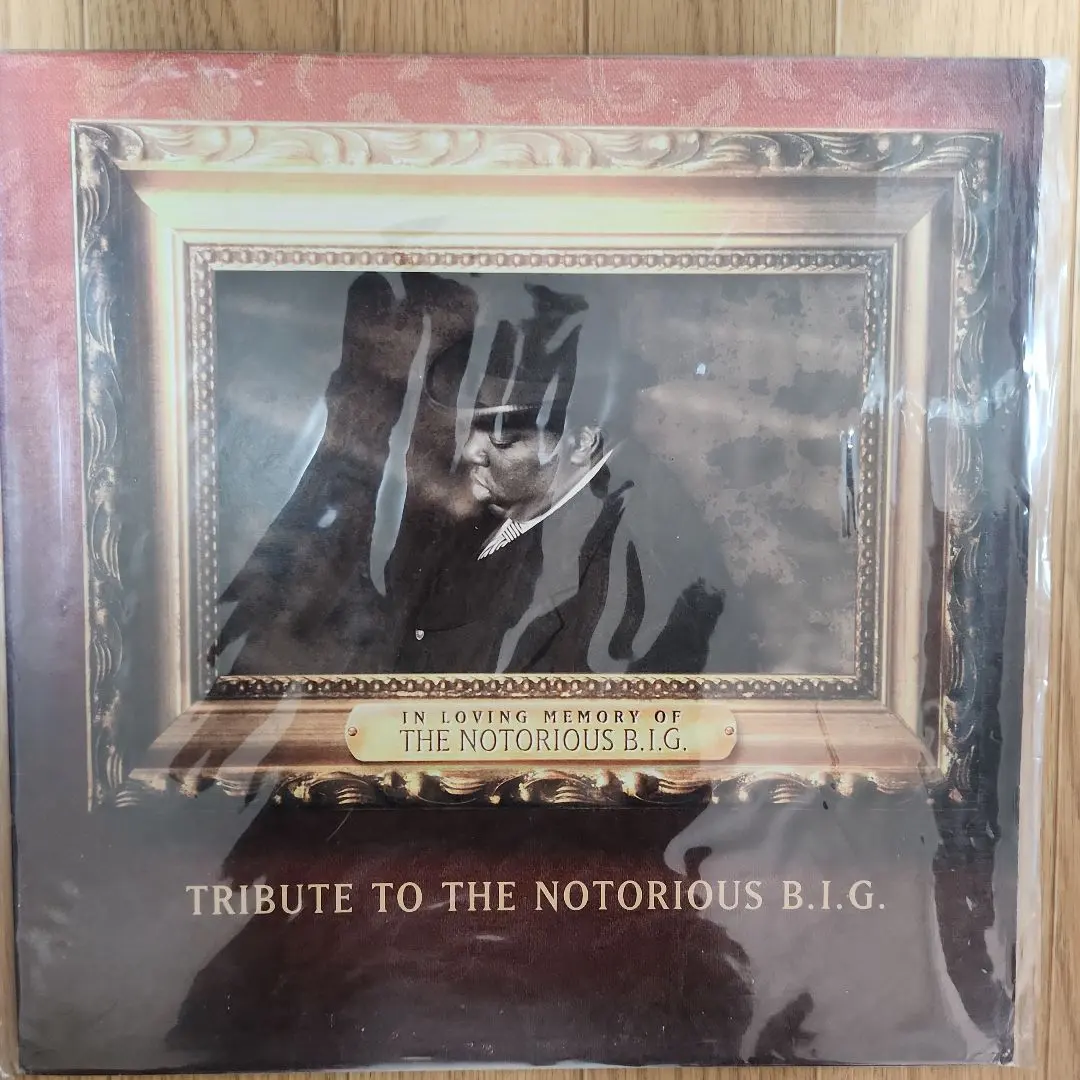 IN LOVING MEMORY OF
THE NOTORIOUS B.I.G.
TRIBUTE TO THE NOTORIOUS B.I.G.